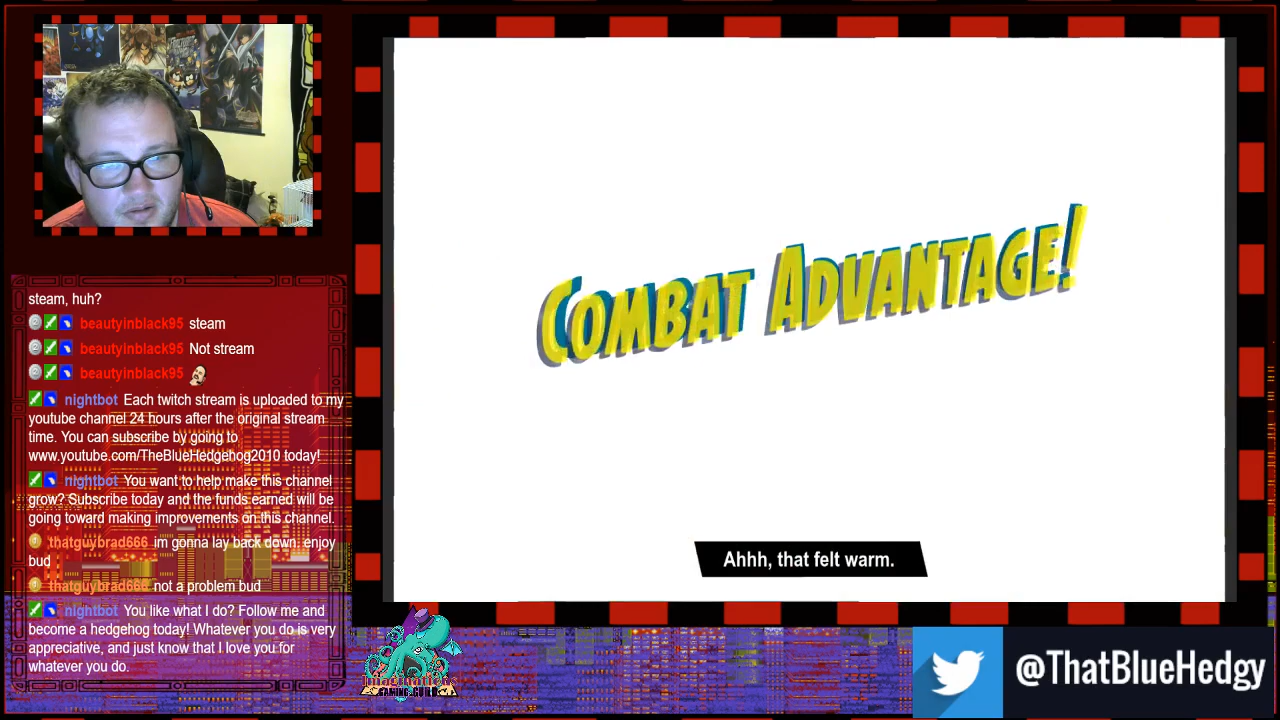 steam, huh?
beautyinblack95 steam
beautyinblack95 Not stream
beautyinblack95
nightbot Each twitch stream is uploaded to my
youtube channel 24 hours after the original stream
time. You can subscribe by going to
www.youtube.com/TheBlueHedgehog2010 today!
nightbot You want to help make this channel
grow? Subscribe today and the funds earned will be
going toward making improvements on this channel.
thatguybrad666 im gonna lay back down. enjoy
bud
thatguybrad666 not a problem bud
nightbot You like what I do? Follow me and
become a hedgehog today! Whatever you do is very
appreciative, and just know that I love you for
whatever you do.
COMBAT ADVANTAGE!
Ahhh, that felt warm.
GAMING GURU
@ThatBlueHedgy